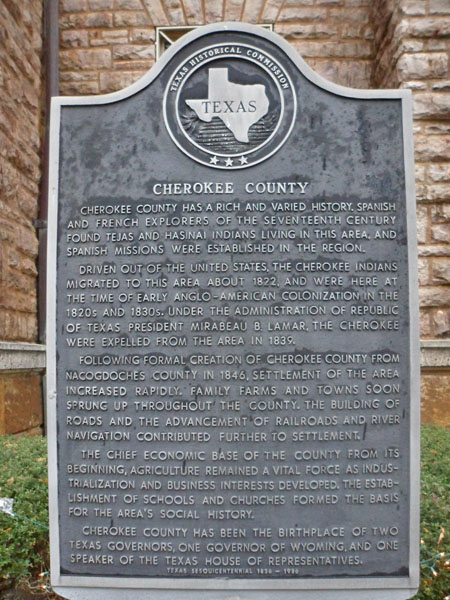 TEXAS HISTORICAL COMMISSION
TEXAS
CHEROKEE COUNTY
CHEROKEE COUNTY HAS A RICH AND VARIED HISTORY. SPANISH
AND FRENCH EXPLORERS OF THE SEVENTEENTH CENTURY
FOUND TEJAS AND HASINAI INDIANS LIVING IN THIS AREA, AND
SPANISH MISSIONS WERE ESTABLISHED IN THE REGION.
DRIVEN OUT OF THE UNITED STATES, THE CHEROKEE INDIANS
MIGRATED TO THIS AREA ABOUT 1822, AND WERE HERE AT
THE TIME OF EARLY ANGLO-AMERICAN COLONIZATION IN THE
1820s AND 1830s. UNDER THE ADMINISTRATION OF REPUBLIC
OF TEXAS PRESIDENT MIRABEAU B. LAMAR, THE CHEROKEE
WERE EXPELLED FROM THE AREA IN 1839.
FOLLOWING FORMAL CREATION OF CHEROKEE COUNTY FROM
NACOGDOCHES COUNTY IN 1846, SETTLEMENT OF THE AREA
INCREASED RAPIDLY. FAMILY FARMS AND TOWNS SOON
SPRUNG UP THROUGHOUT THE COUNTY. THE BUILDING OF
ROADS AND THE ADVANCEMENT OF RAILROADS AND RIVER
NAVIGATION CONTRIBUTED FURTHER TO SETTLEMENT.
THE CHIEF ECONOMIC BASE OF THE COUNTY FROM ITS
BEGINNING, AGRICULTURE REMAINED A VITAL FORCE AS INDUS-
TRIALIZATION AND BUSINESS INTERESTS DEVELOPED. THE ESTAB-
LISHMENT OF SCHOOLS AND CHURCHES FORMED THE BASIS
FOR THE AREA'S SOCIAL HISTORY.
CHEROKEE COUNTY HAS BEEN THE BIRTHPLACE OF TWO
TEXAS GOVERNORS, ONE GOVERNOR OF WYOMING, AND ONE
SPEAKER OF THE TEXAS HOUSE OF REPRESENTATIVES.
TEXAS SESQUICENTENNIAL 1836 - 1986